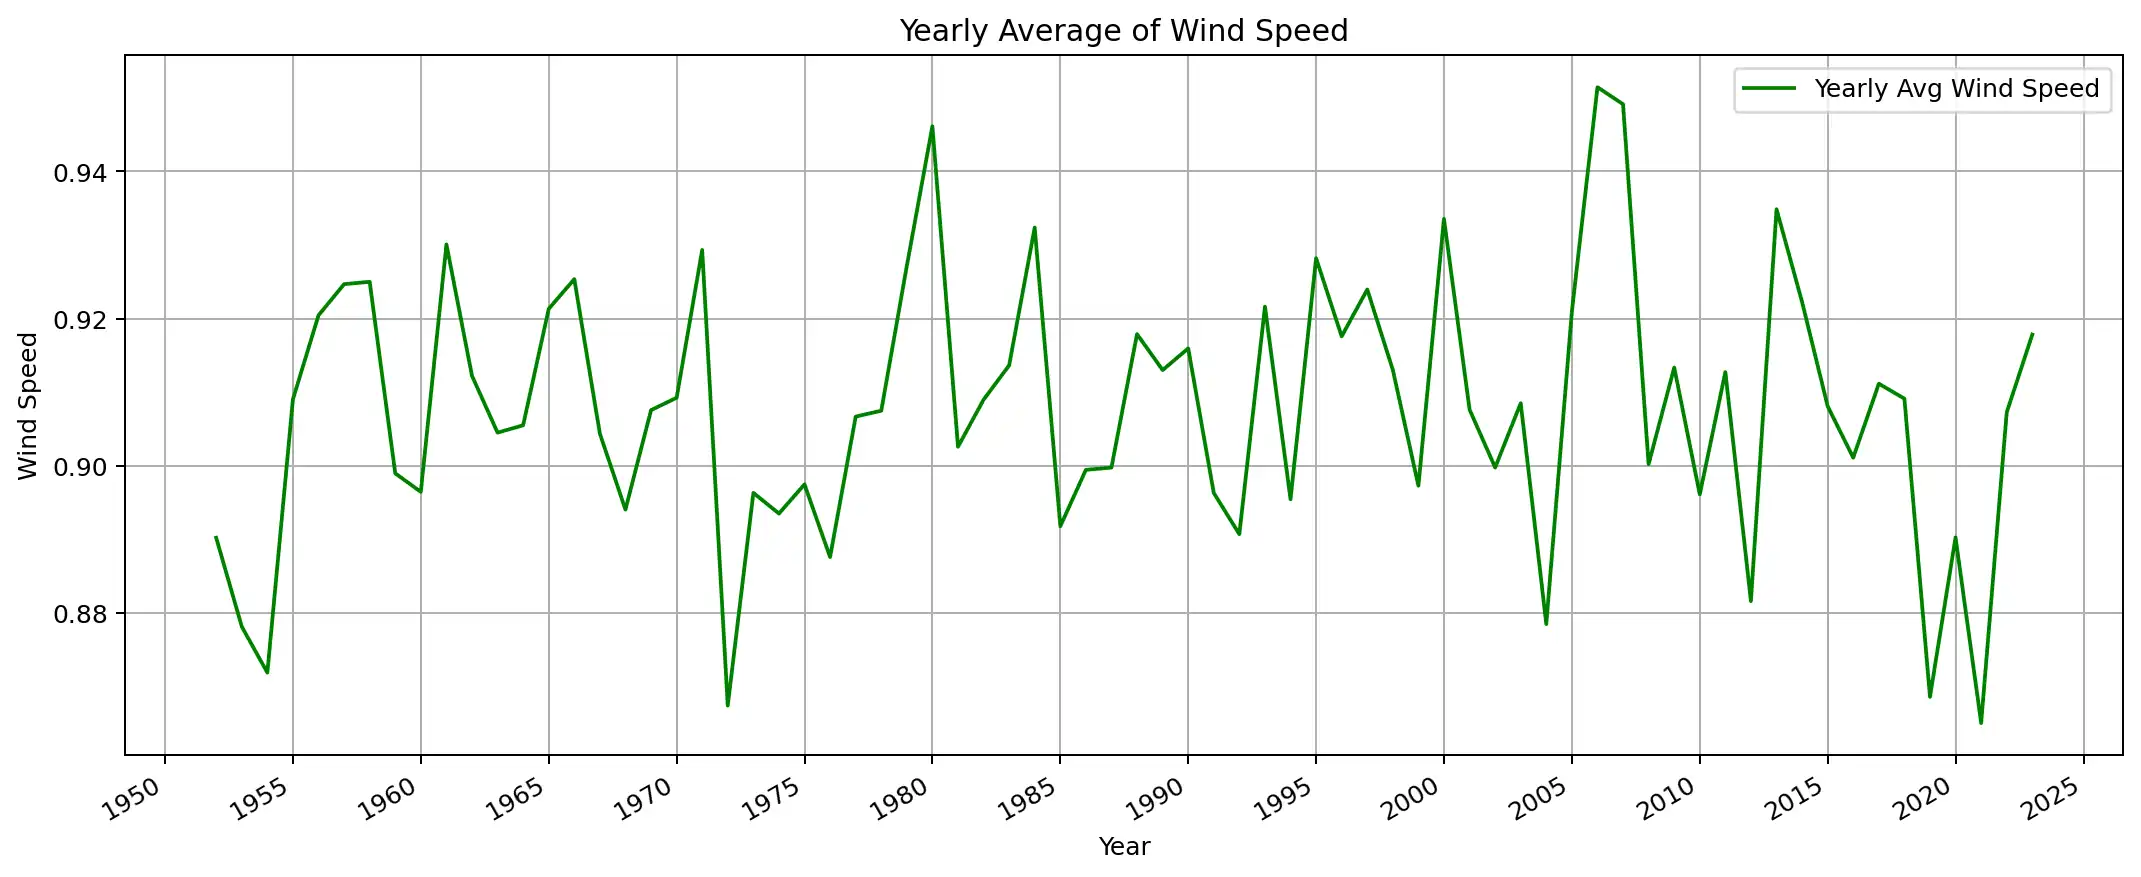 Yearly Average of Wind Speed
Yearly Avg Wind Speed
0.94
0.92
0.90
0.88
Wind Speed
1950 1955 1960 1965 1970 1975 1980 1985 1990 1995 2000 2005 2010 2015 2020 2025
Year